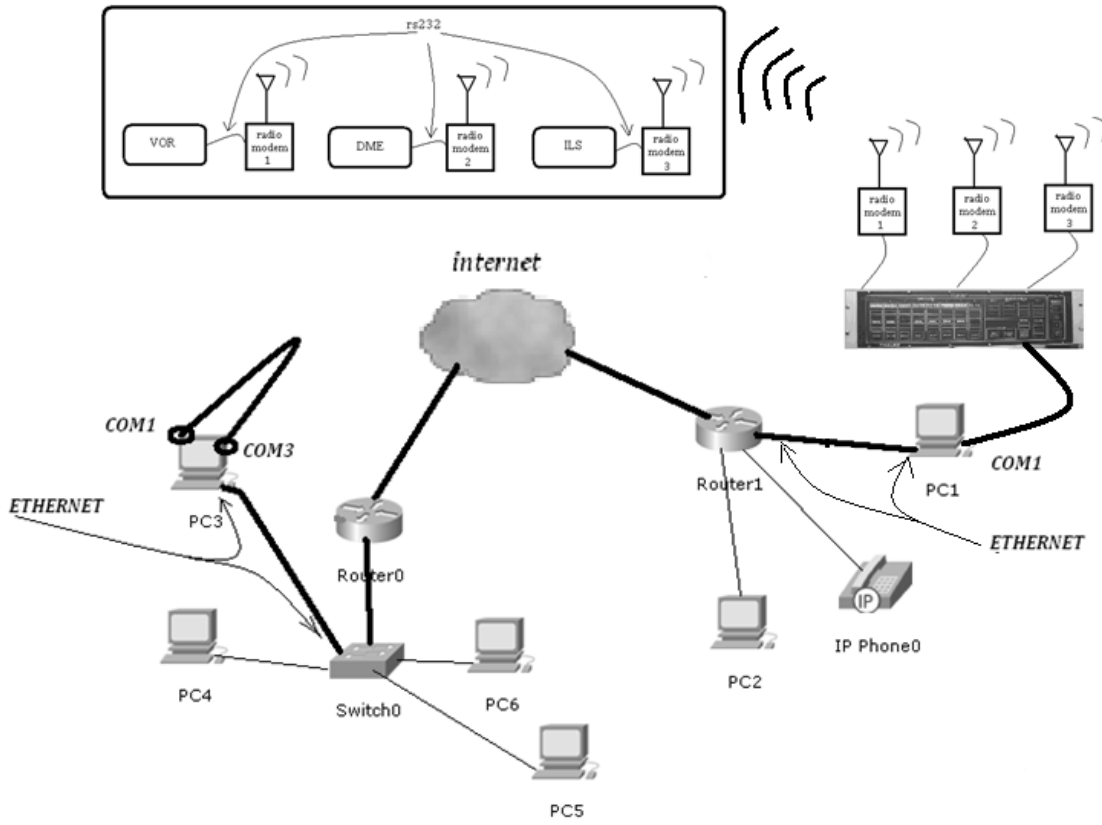 rs232
VOR
radio
modem
1
DME
radio
modem
2
ILS
radio
modem
3
radio
modem
1
radio
modem
2
radio
modem
3
internet
COM1
COM3
ETHERNET
PC3
Router0
Router1
PC1
COM1
ETHERNET
IP
IP Phone0
PC2
PC4
Switch0
PC6
PC5